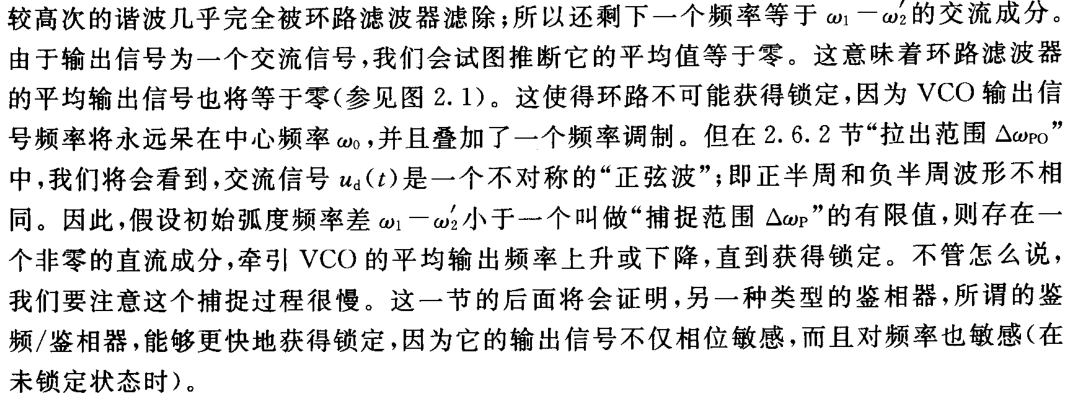 较高次的谐波几乎完全被环路滤波器滤除;所以还剩下一个频率等于 ω₁－ω₂′的交流成分。
由于输出信号为一个交流信号,我们会试图推断它的平均值等于零。这意味着环路滤波器
的平均输出信号也将等于零(参见图 2.1)。这使得环路不可能获得锁定,因为 VCO 输出信
号频率将永远呆在中心频率 ω₀,并且叠加了一个频率调制。但在 2.6.2 节“拉出范围 Δω_PO”
中,我们将会看到,交流信号 u_d(t)是一个不对称的“正弦波”;即正半周和负半周波形不相
同。因此,假设初始弧度频率差 ω₁－ω₂′小于一个叫做“捕捉范围 Δω_P”的有限值,则存在一
个非零的直流成分,牵引 VCO 的平均输出频率上升或下降,直到获得锁定。不管怎么说,
我们要注意这个捕捉过程很慢。这一节的后面将会证明,另一种类型的鉴相器,所谓的鉴
频/鉴相器,能够更快地获得锁定,因为它的输出信号不仅相位敏感,而且对频率也敏感(在
未锁定状态时)。